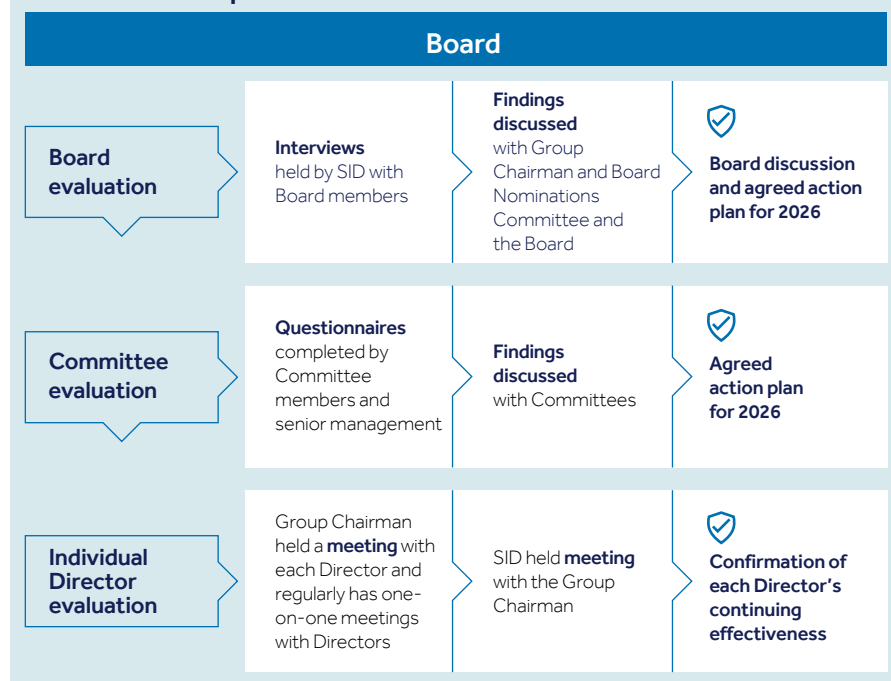 Board
Board
evaluation
Interviews
held by SID with
Board members
Findings
discussed
with Group
Chairman and Board
Nominations
Committee and
the Board
Board discussion
and agreed action
plan for 2026
Committee
evaluation
Questionnaires
completed by
Committee
members and
senior management
Findings
discussed
with Committees
Agreed
action plan
for 2026
Individual
Director
evaluation
Group Chairman
held a meeting with
each Director and
regularly has one-
on-one meetings
with Directors
SID held meeting
with the Group
Chairman
Confirmation of
each Director’s
continuing
effectiveness